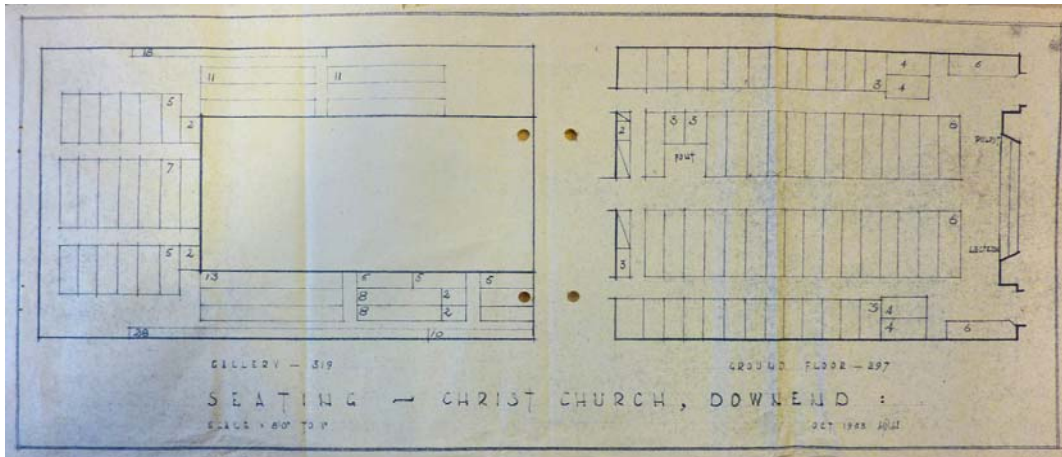 18
11 11
5
2
7
5 2
13 5 5 5
8 2
8 2
28 10
GALLERY — 319
4 6
3 4
2 3 3 6
FONT
PULPIT
6
LECTERN
3
3 4
4
6
GROUND FLOOR — 297
SEATING — CHRIST CHURCH, DOWNEND :
SCALE
OCT